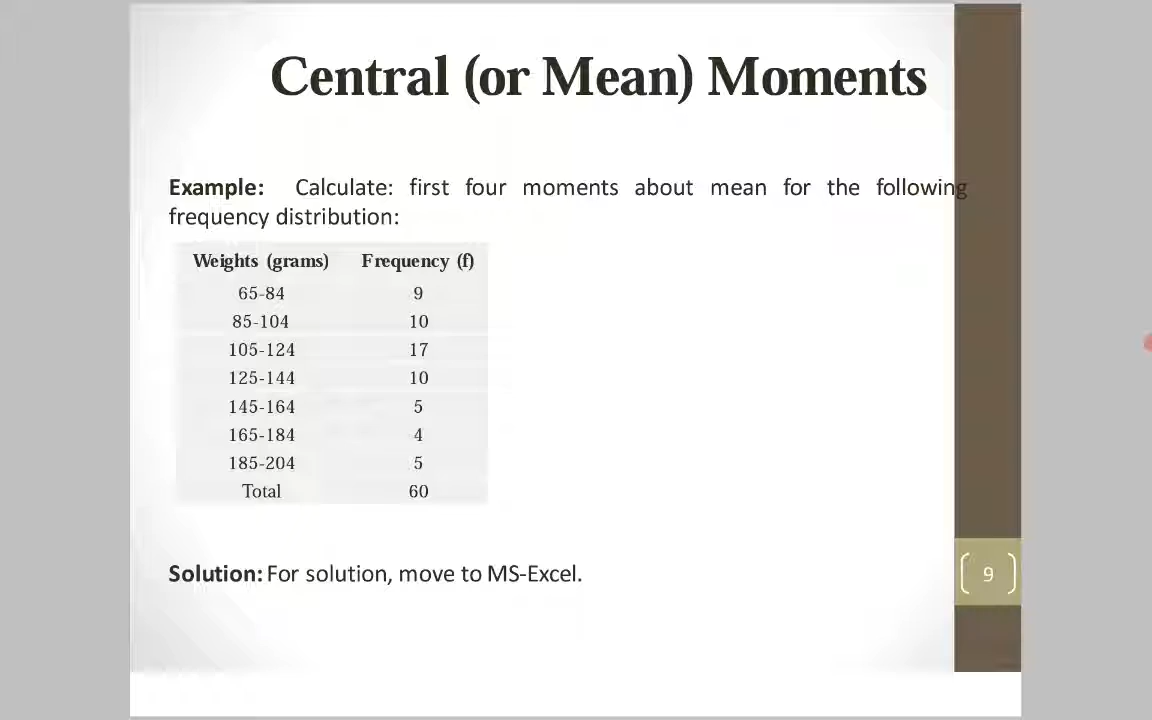 Central (or Mean) Moments
Example: Calculate: first four moments about mean for the following
frequency distribution:
Weights (grams) Frequency (f)
65-84 9
85-104 10
105-124 17
125-144 10
145-164 5
165-184 4
185-204 5
Total 60
Solution: For solution, move to MS-Excel.
9